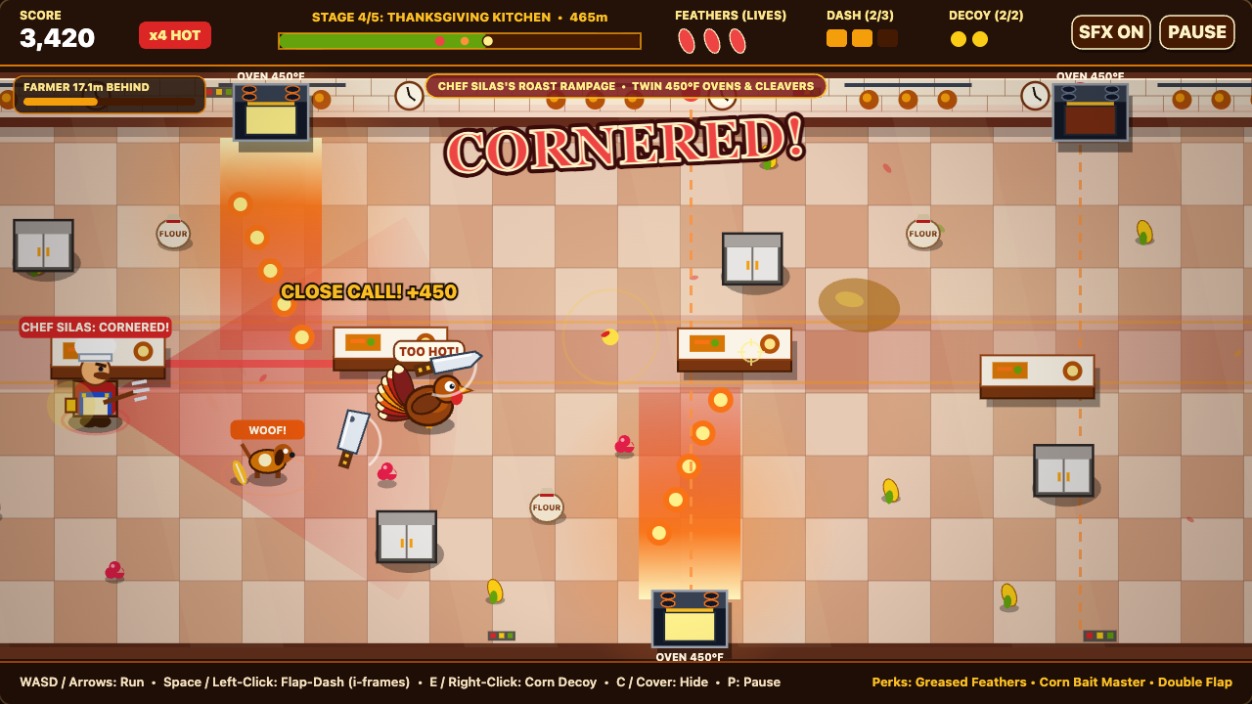 SCORE
3,420
x4 HOT
STAGE 4/5: THANKSGIVING KITCHEN • 465m
FEATHERS (LIVES)
DASH (2/3)
DECOY (2/2)
SFX ON
PAUSE
FARMER 17.1m BEHIND
OVEN 450°F
CHEF SILAS'S ROAST RAMPAGE • TWIN 450°F OVENS & CLEAVERS
OVEN 450°F
CORNERED!
FLOUR
FLOUR
CLOSE CALL! +450
CHEF SILAS: CORNERED!
TOO HOT!
WOOF!
FLOUR
OVEN 450°F
WASD / Arrows: Run • Space / Left-Click: Flap-Dash (i-frames) • E / Right-Click: Corn Decoy • C / Cover: Hide • P: Pause
Perks: Greased Feathers • Corn Bait Master • Double Flap